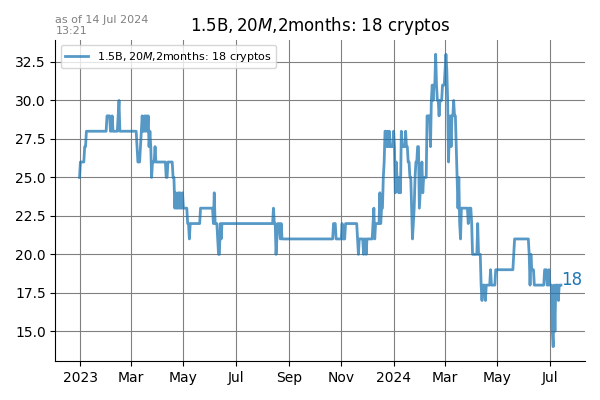 as of 14 Jul 2024
13:21
1.5B, 20M,2months: 18 cryptos
1.5B, 20M,2months: 18 cryptos
32.5
30.0
27.5
25.0
22.5
20.0
17.5
15.0
18
2023 Mar May Jul Sep Nov 2024 Mar May Jul